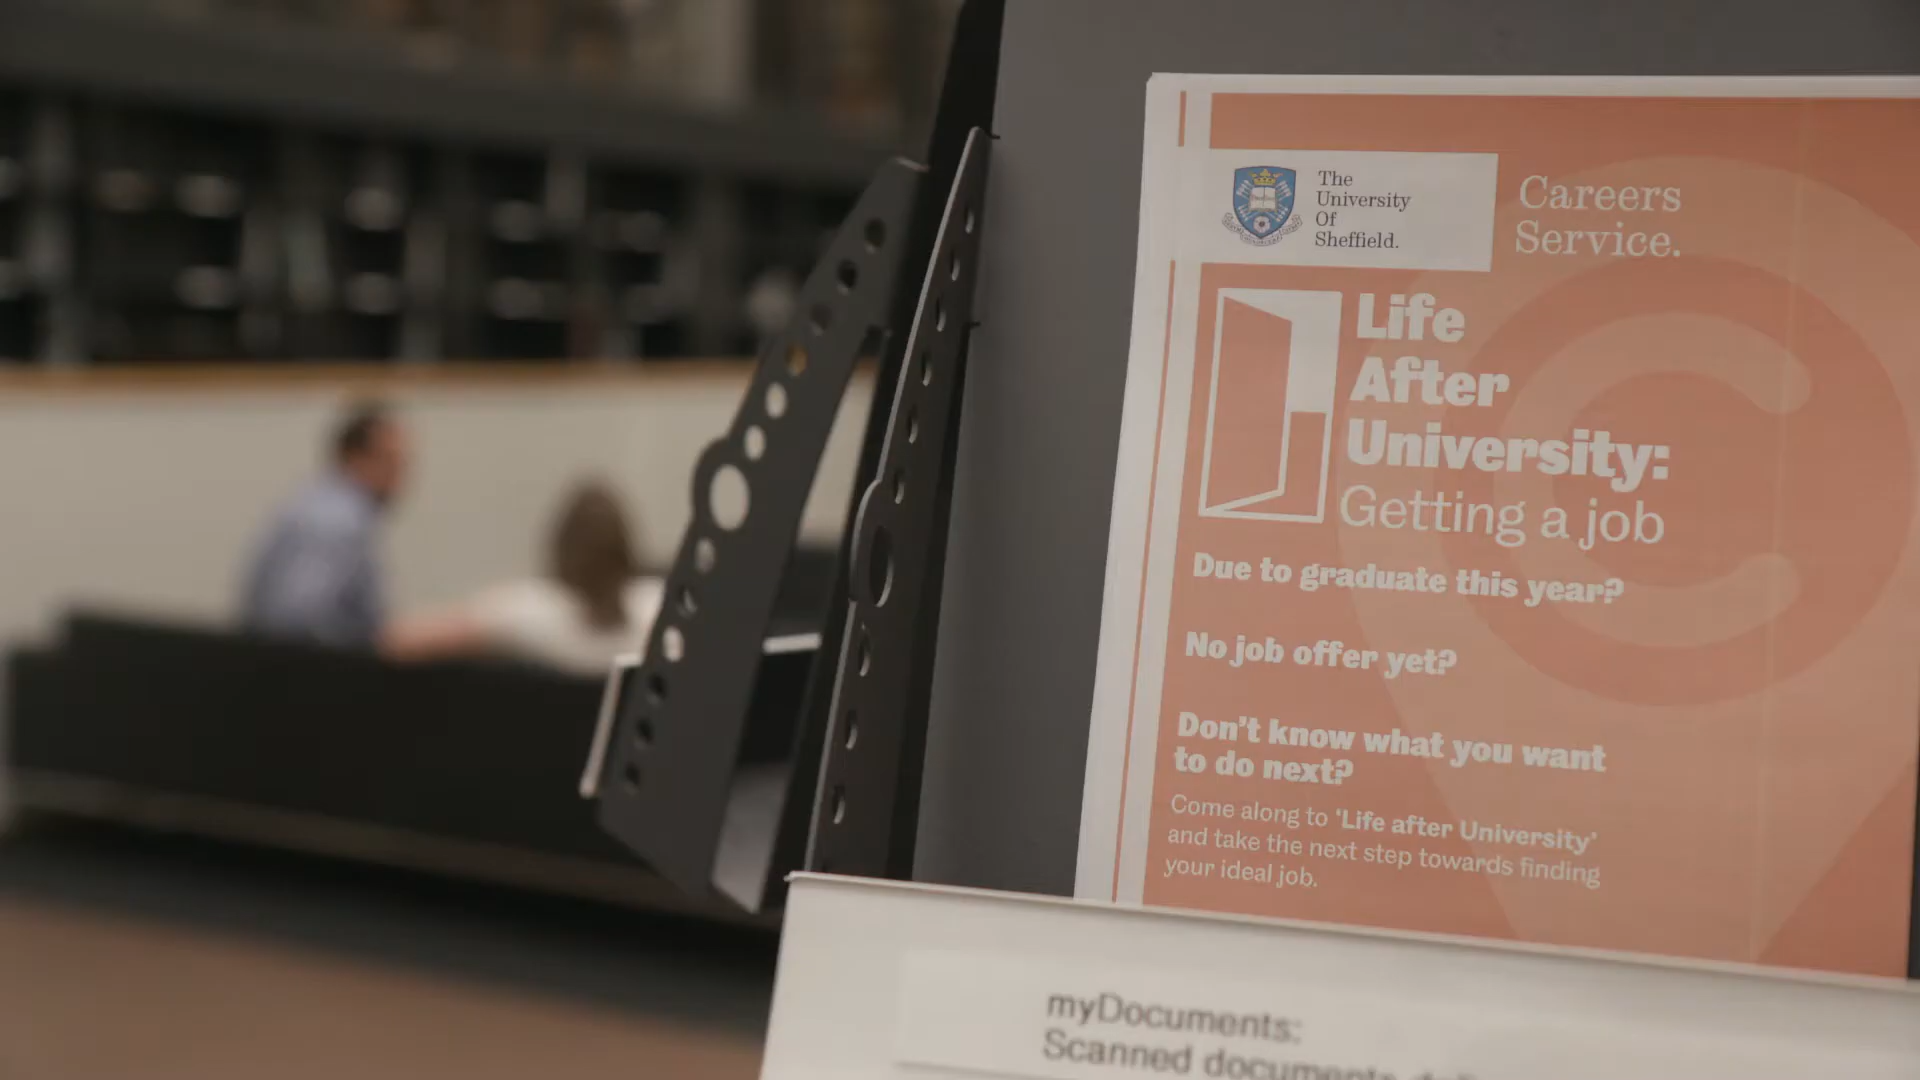 The
University
Of
Sheffield.
Careers
Service.
Life
After
University:
Getting a job
Due to graduate this year?
No job offer yet?
Don't know what you want
to do next?
Come along to 'Life after University'
and take the next step towards finding
your ideal job.
myDocuments:
Scanned documents